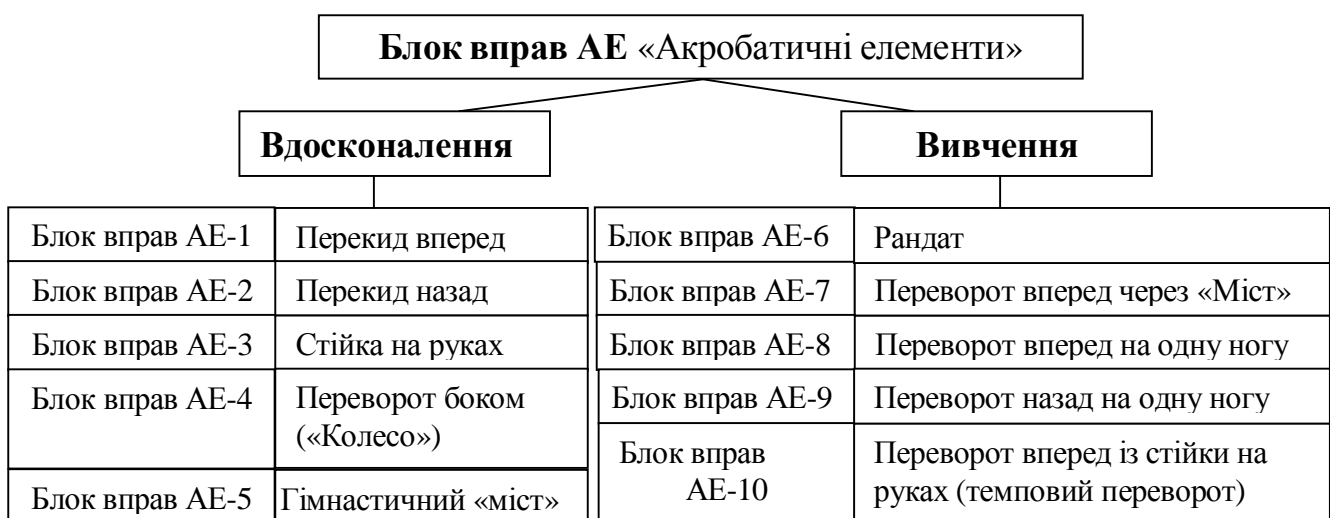 Блок вправ АЕ «Акробатичні елементи»
Вдосконалення
Вивчення
Блок вправ АЕ-1 Перекид вперед
Блок вправ АЕ-2 Перекид назад
Блок вправ АЕ-3 Стійка на руках
Блок вправ АЕ-4 Переворот боком
(«Колесо»)
Блок вправ АЕ-5 Гімнастичний «міст»
Блок вправ АЕ-6 Рандат
Блок вправ АЕ-7 Переворот вперед через «Міст»
Блок вправ АЕ-8 Переворот вперед на одну ногу
Блок вправ АЕ-9 Переворот назад на одну ногу
Блок вправ Переворот вперед із стійки на
АЕ-10 руках (темповий переворот)